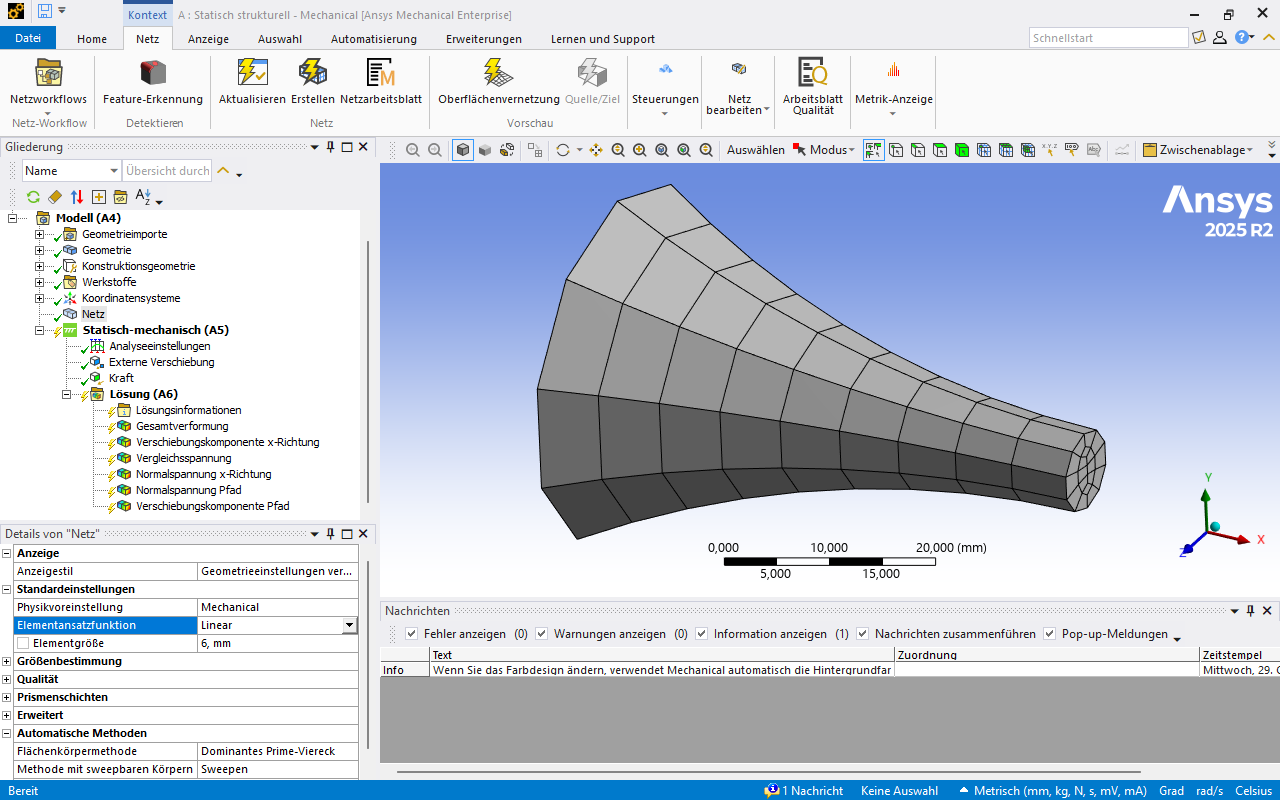 Kontext A : Statisch strukturell - Mechanical [Ansys Mechanical Enterprise]
Datei Home Netz Anzeige Auswahl Automatisierung Erweiterungen Lernen und Support Schnellstart
Netzworkflows Feature-Erkennung Aktualisieren Erstellen Netzarbeitsblatt Oberflächenvernetzung Quelle/Ziel Steuerungen Netz bearbeiten Arbeitsblatt Qualität Metrik-Anzeige
Netz-Workflow Detektieren Netz Vorschau
Gliederung
Auswählen Modus Zwischenablage
Name Übersicht durch
Modell (A4)
Geometrieimporte
Geometrie
Konstruktionsgeometrie
Werkstoffe
Koordinatensysteme
Netz
Statisch-mechanisch (A5)
Analyseeinstellungen
Externe Verschiebung
Kraft
Lösung (A6)
Lösungsinformationen
Gesamtverformung
Verschiebungskomponente x-Richtung
Vergleichsspannung
Normalspannung x-Richtung
Normalspannung Pfad
Verschiebungskomponente Pfad
Ansys
2025 R2
Y
X
Z
0,000 10,000 20,000 (mm)
5,000 15,000
Details von "Netz"
Anzeige
Anzeigestil Geometrieeinstellungen ver...
Standardeinstellungen
Physikvoreinstellung Mechanical
Elementansatzfunktion Linear
Elementgröße 6, mm
Größenbestimmung
Qualität
Prismenschichten
Erweitert
Automatische Methoden
Flächenkörpermethode Dominantes Prime-Viereck
Methode mit sweepbaren Körpern Sweepen
Nachrichten
Fehler anzeigen (0) Warnungen anzeigen (0) Information anzeigen (1) Nachrichten zusammenführen Pop-up-Meldungen
Text Zuordnung Zeitstempel
Info Wenn Sie das Farbdesign ändern, verwendet Mechanical automatisch die Hintergrundfar Mittwoch, 29.
Bereit 1 Nachricht Keine Auswahl Metrisch (mm, kg, N, s, mV, mA) Grad rad/s Celsius